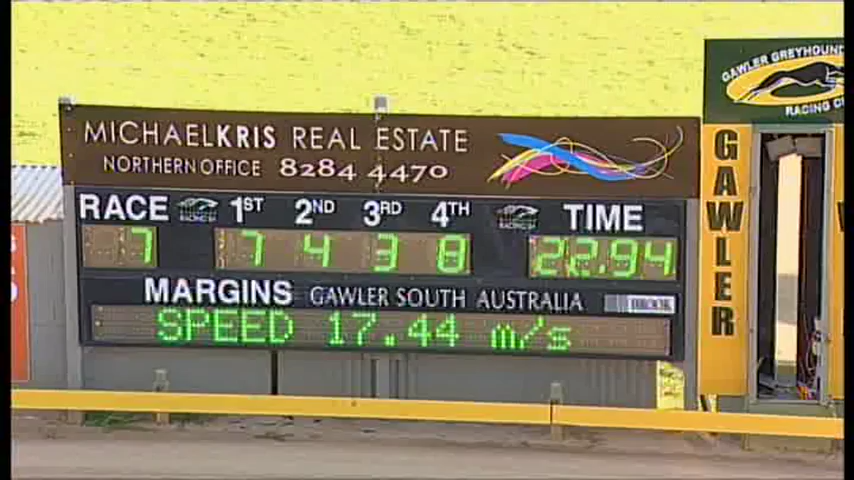 MICHAELKRIS REAL ESTATE
NORTHERN OFFICE 8284 4470
GAWLER GREYHOUND
RACING
RACE 1ST 2ND 3RD 4TH TIME
7 7 4 3 8 22.94
MARGINS GAWLER SOUTH AUSTRALIA BROOK
SPEED 17.44 m/s
GAWLER